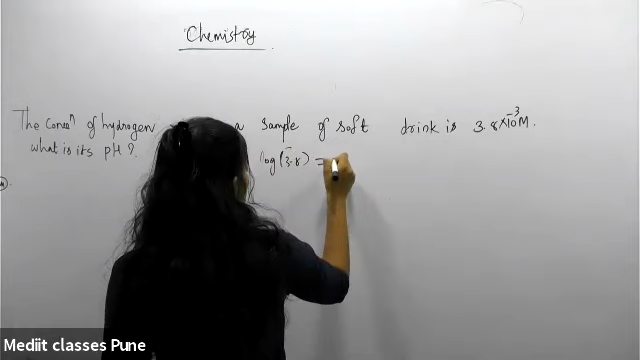 Chemistry
The Concⁿ of hydrogen a sample of soft drink is 3.8×10⁻³M.
what is its pH?
log(3.8) =
Mediit classes Pune